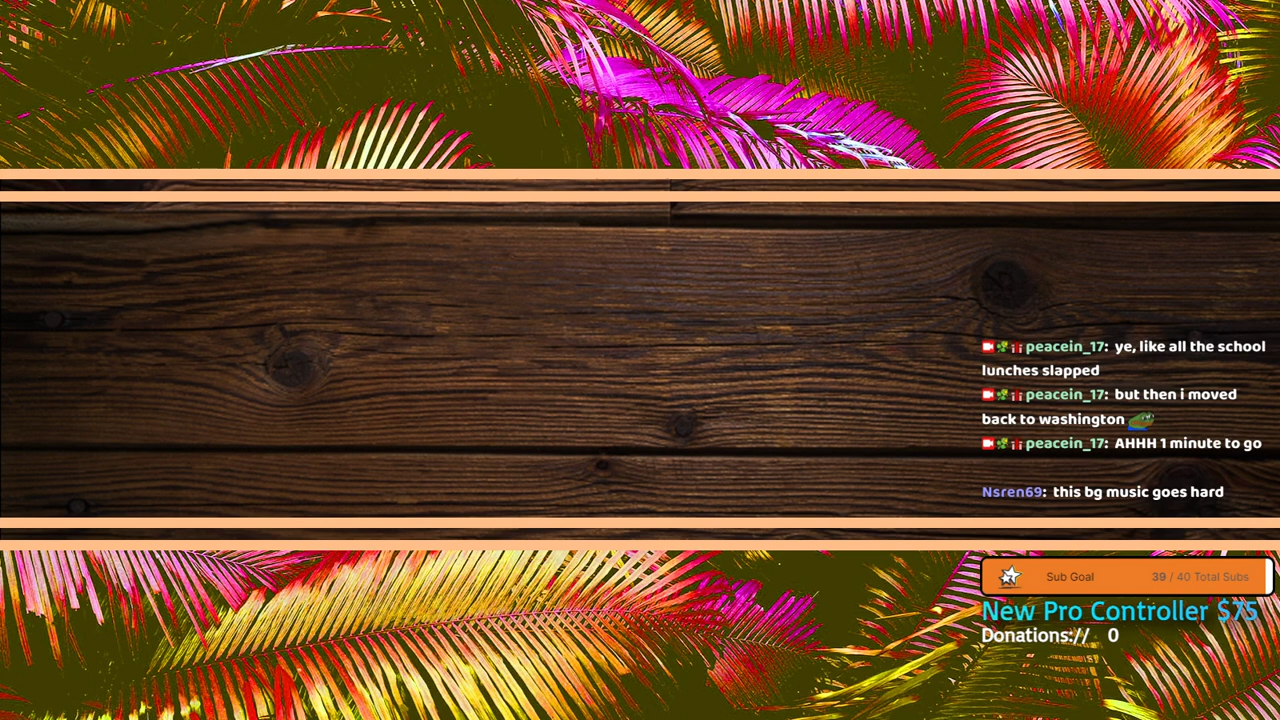 peacein_17: ye, like all the school
lunches slapped
peacein_17: but then i moved
back to washington
peacein_17: AHHH 1 minute to go
Nsren69: this bg music goes hard
Sub Goal 39 / 40 Total Subs
New Pro Controller $75
Donations:// 0